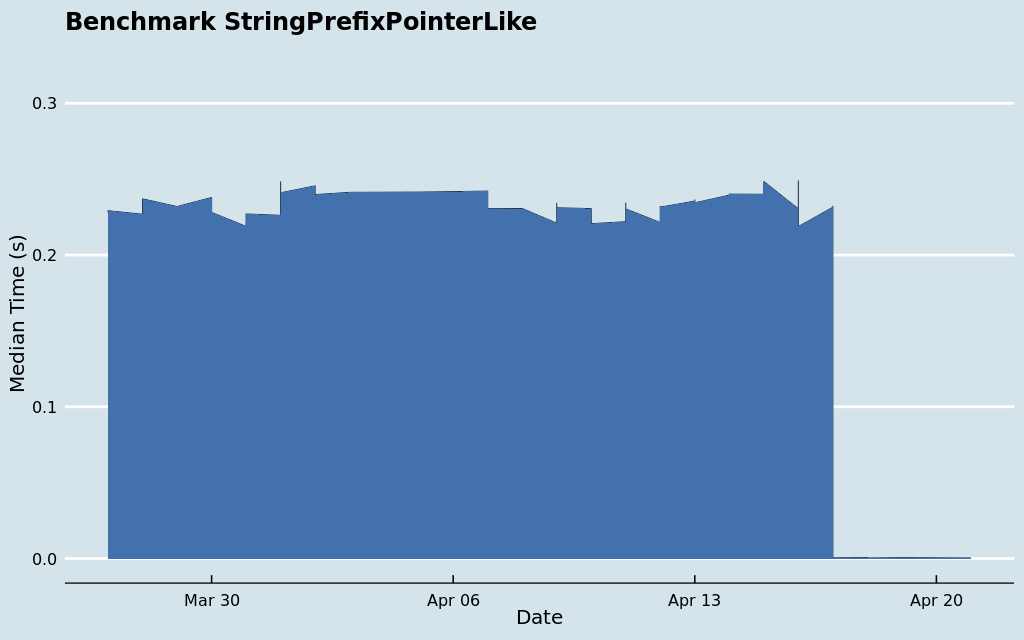 Benchmark StringPrefixPointerLike
Median Time (s)
0.3
0.2
0.1
0.0
Mar 30
Apr 06
Apr 13
Apr 20
Date